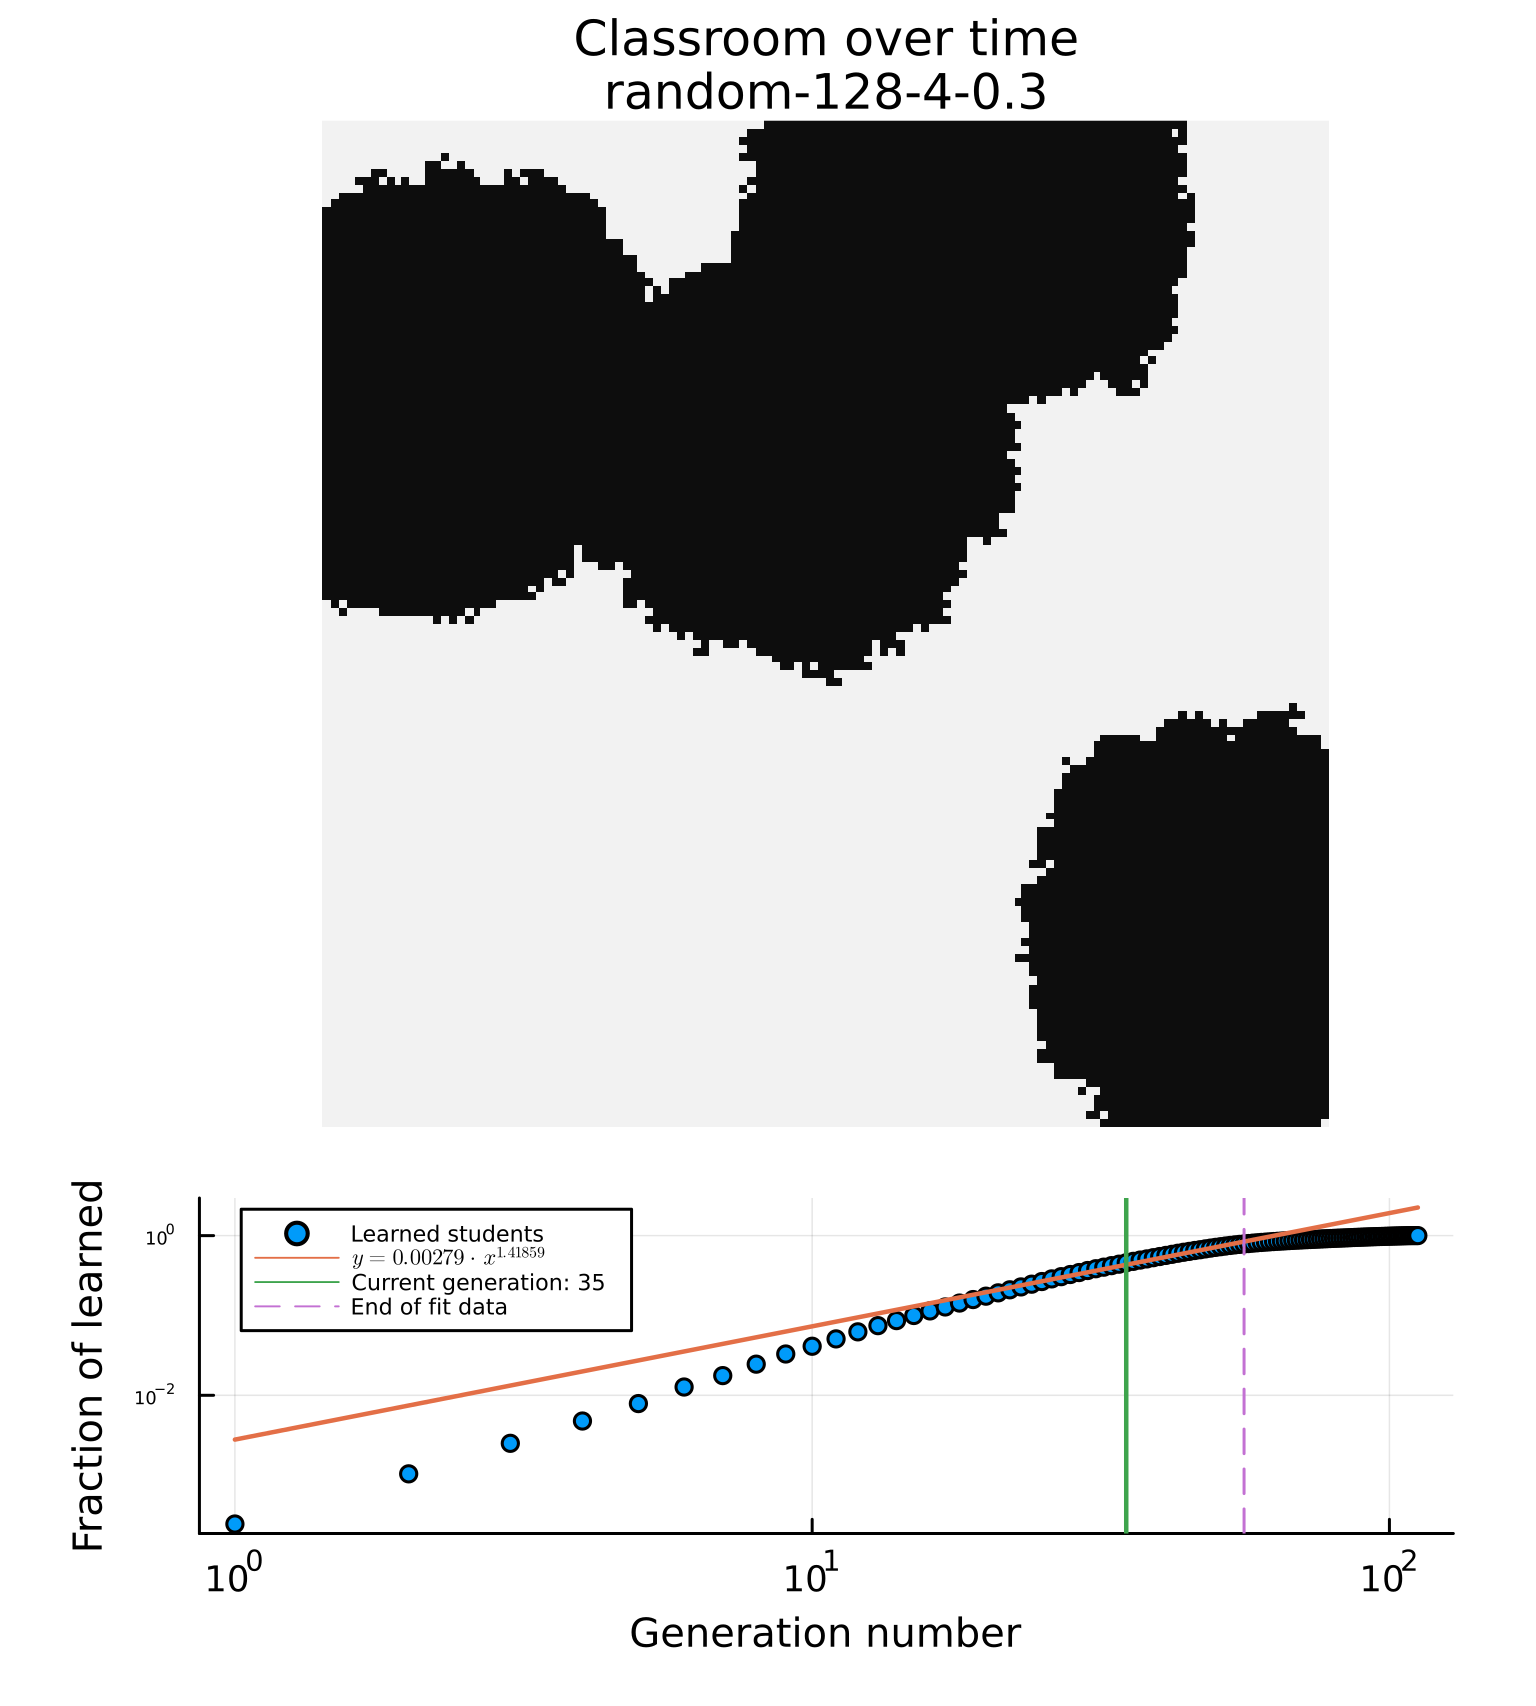 Classroom over time
random-128-4-0.3
Fraction of learned
10^0
10^-2
Learned students
y = 0.00279 · x^1.41859
Current generation: 35
End of fit data
10^0 10^1 10^2
Generation number